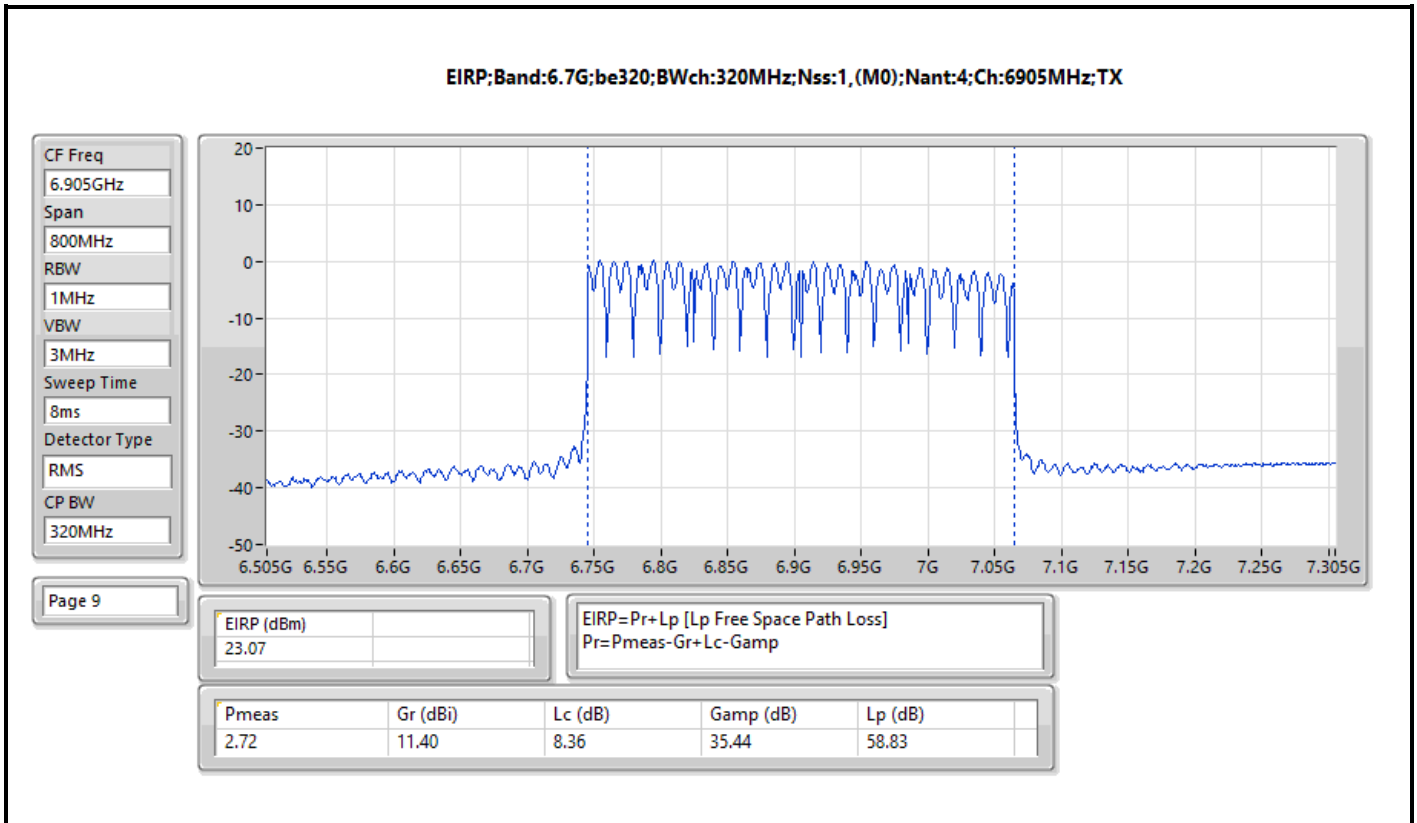 EIRP;Band:6.7G;be320;BWch:320MHz;Nss:1,(M0);Nant:4;Ch:6905MHz;TX
CF Freq
6.905GHz
Span
800MHz
RBW
1MHz
VBW
3MHz
Sweep Time
8ms
Detector Type
RMS
CP BW
320MHz
Page 9
20
10
0
-10
-20
-30
-40
-50
6.505G 6.55G 6.6G 6.65G 6.7G 6.75G 6.8G 6.85G 6.9G 6.95G 7G 7.05G 7.1G 7.15G 7.2G 7.25G 7.305G
EIRP (dBm)
23.07
EIRP=Pr+Lp [Lp Free Space Path Loss]
Pr=Pmeas-Gr+Lc-Gamp
Pmeas Gr (dBi) Lc (dB) Gamp (dB) Lp (dB)
2.72 11.40 8.36 35.44 58.83